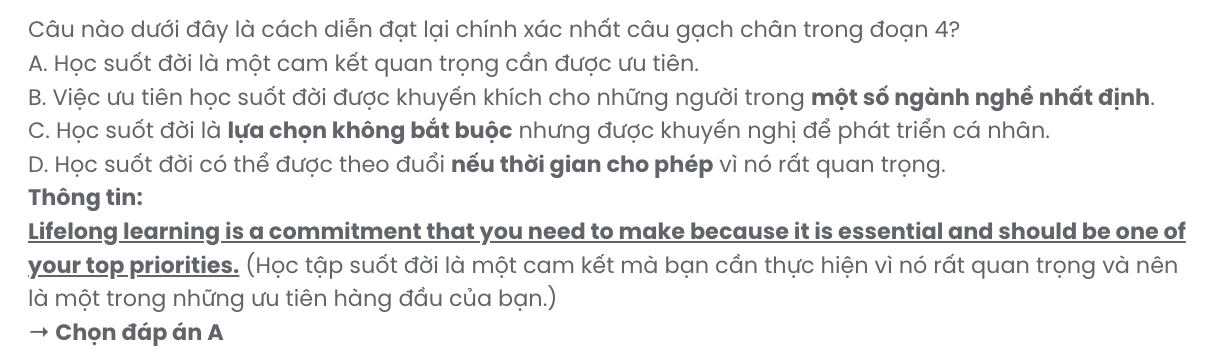 Câu nào dưới đây là cách diễn đạt lại chính xác nhất câu gạch chân trong đoạn 4?
A. Học suốt đời là một cam kết quan trọng cần được ưu tiên.
B. Việc ưu tiên học suốt đời được khuyến khích cho những người trong một số ngành nghề nhất định.
C. Học suốt đời là lựa chọn không bắt buộc nhưng được khuyến nghị để phát triển cá nhân.
D. Học suốt đời có thể được theo đuổi nếu thời gian cho phép vì nó rất quan trọng.
Thông tin:
Lifelong learning is a commitment that you need to make because it is essential and should be one of
your top priorities. (Học tập suốt đời là một cam kết mà bạn cần thực hiện vì nó rất quan trọng và nên
là một trong những ưu tiên hàng đầu của bạn.)
→ Chọn đáp án A